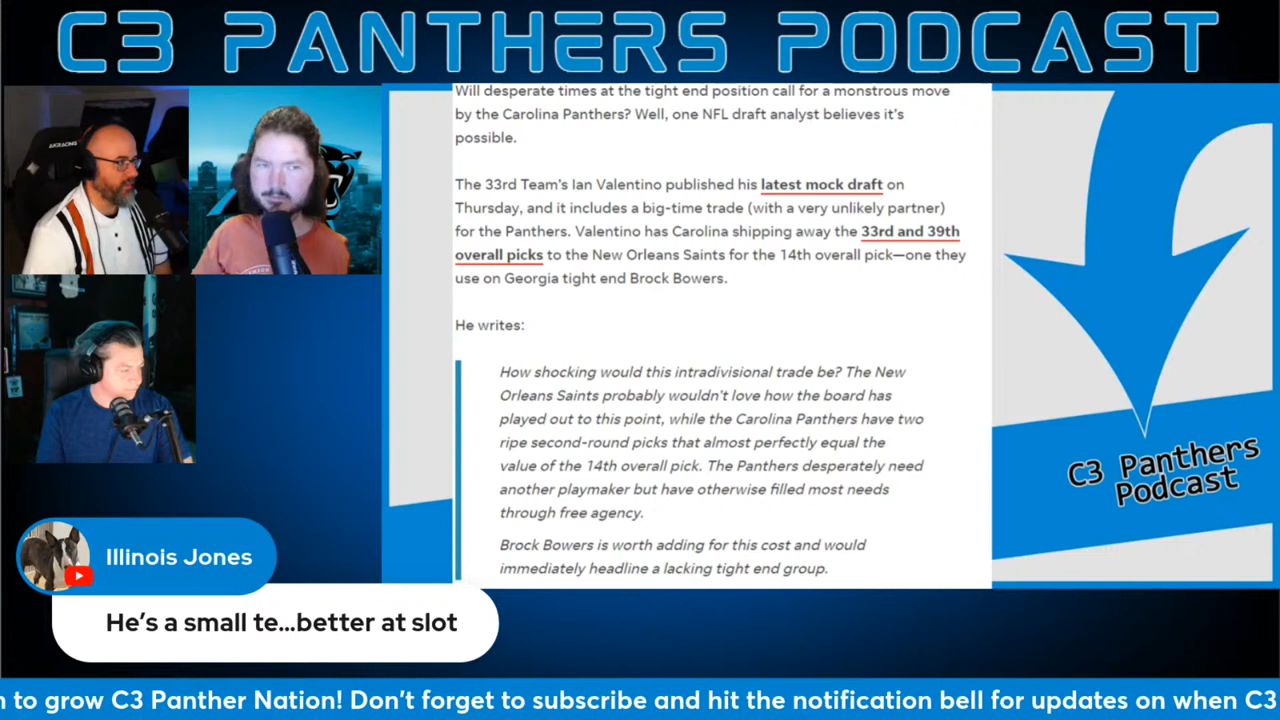 C3 PANTHERS PODCAST
Will desperate times at the tight end position call for a monstrous move
by the Carolina Panthers? Well, one NFL draft analyst believes it's
possible.
The 33rd Team's Ian Valentino published his latest mock draft on
Thursday, and it includes a big-time trade (with a very unlikely partner)
for the Panthers. Valentino has Carolina shipping away the 33rd and 39th
overall picks to the New Orleans Saints for the 14th overall pick—one they
use on Georgia tight end Brock Bowers.
He writes:
How shocking would this intradivisional trade be? The New
Orleans Saints probably wouldn't love how the board has
played out to this point, while the Carolina Panthers have two
ripe second-round picks that almost perfectly equal the
value of the 14th overall pick. The Panthers desperately need
another playmaker but have otherwise filled most needs
through free agency.
Brock Bowers is worth adding for this cost and would
immediately headline a lacking tight end group.
C3 Panthers
Podcast
Illinois Jones
He's a small te...better at slot
n to grow C3 Panther Nation! Don't forget to subscribe and hit the notification bell for updates on when C3